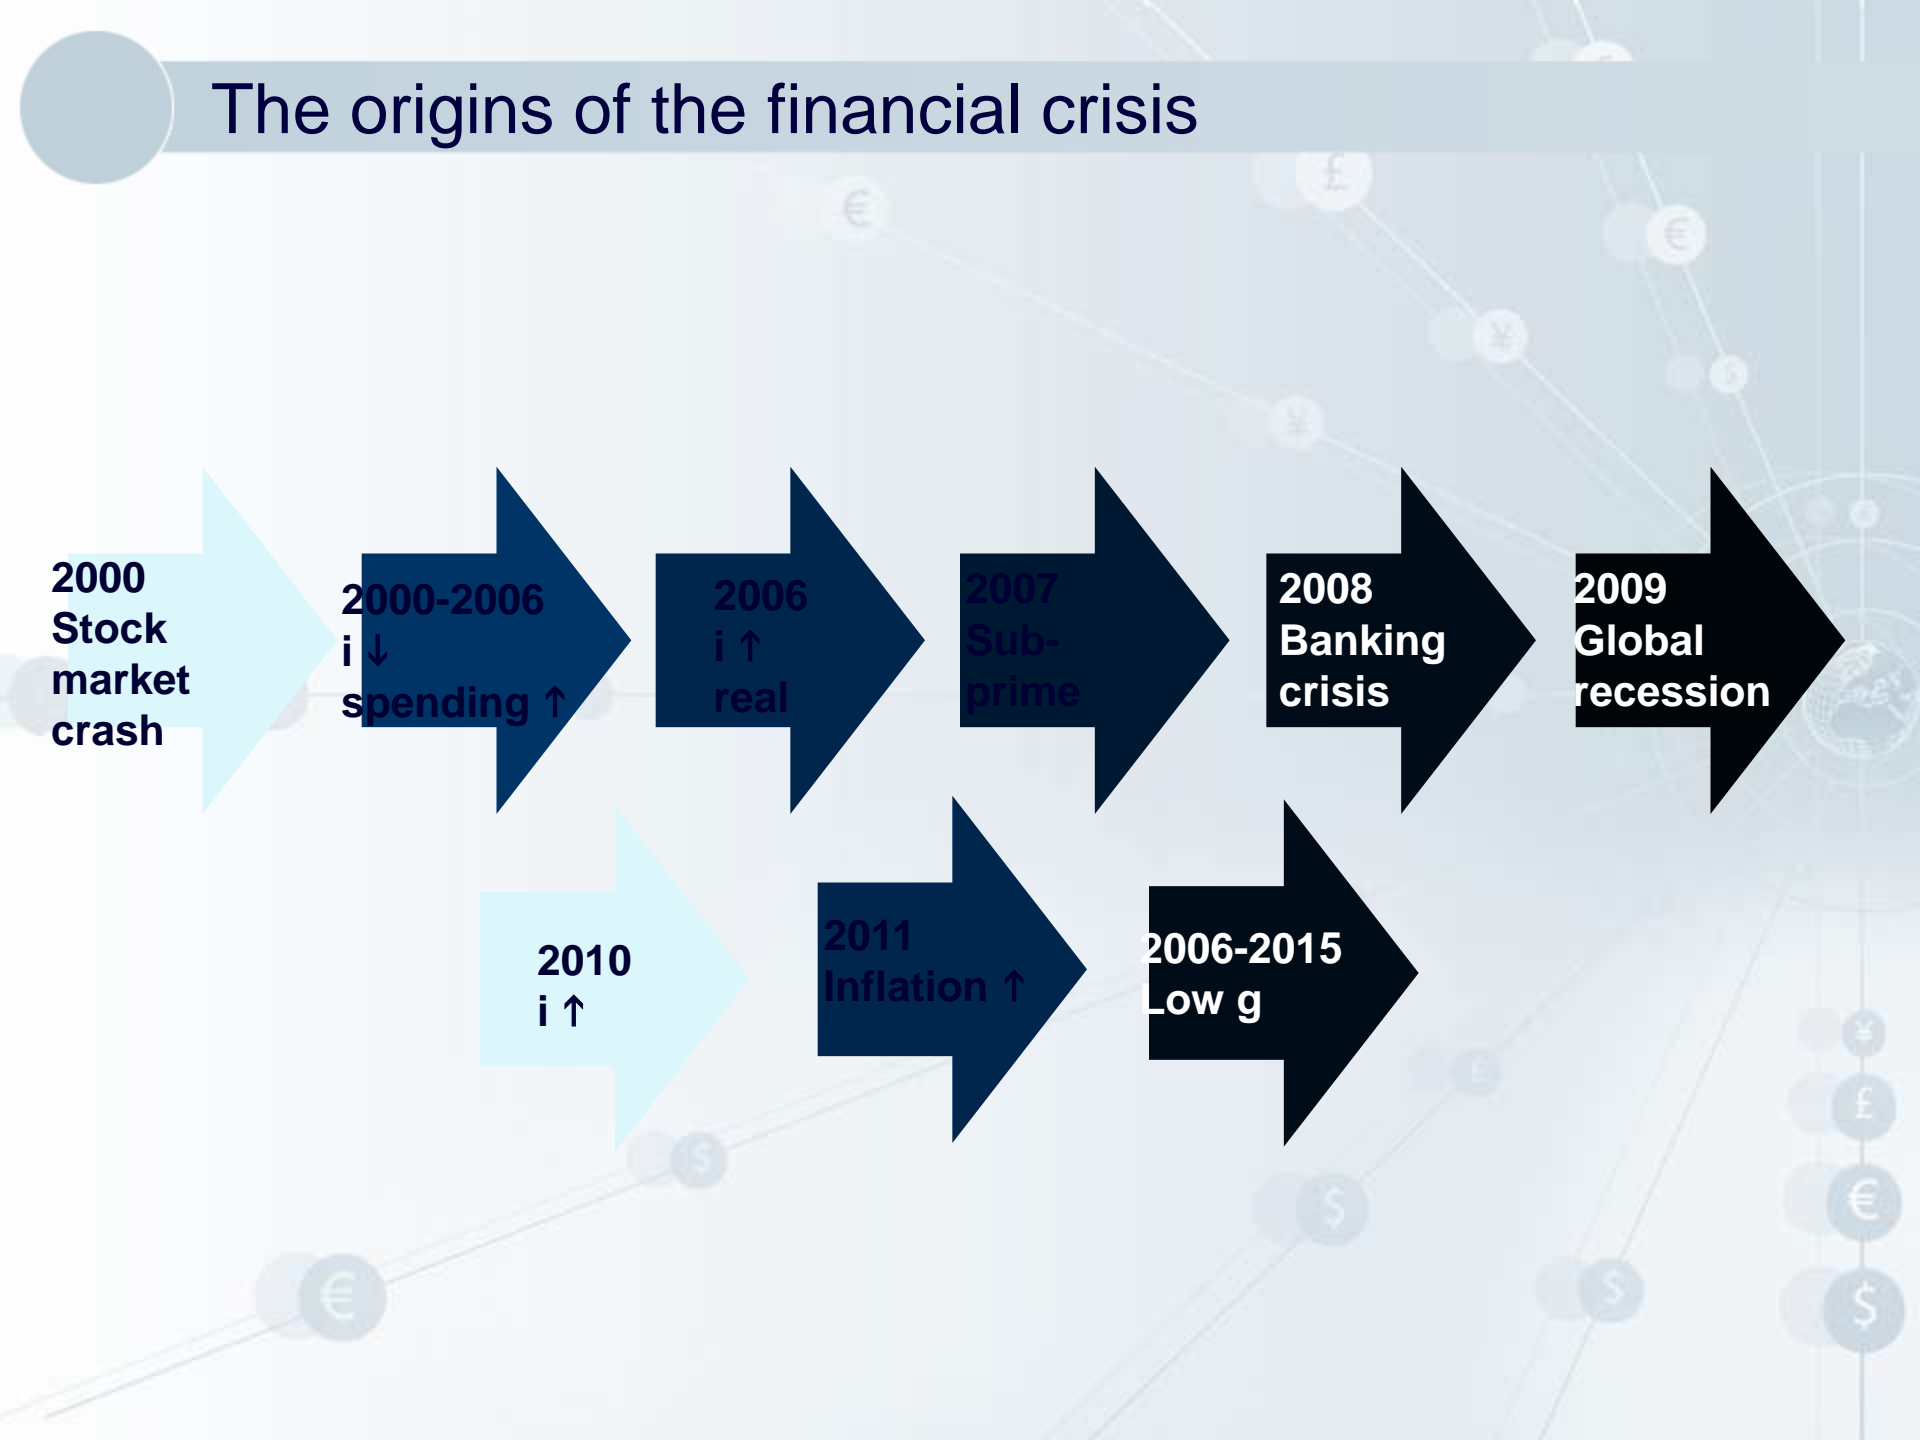 The origins of the financial crisis
2000
Stock
market
crash
2000-2006
i ↓
spending ↑
2006
i ↑
real
2007
Sub-
prime
2008
Banking
crisis
2009
Global
recession
2010
i ↑
2011
Inflation ↑
2006-2015
Low g